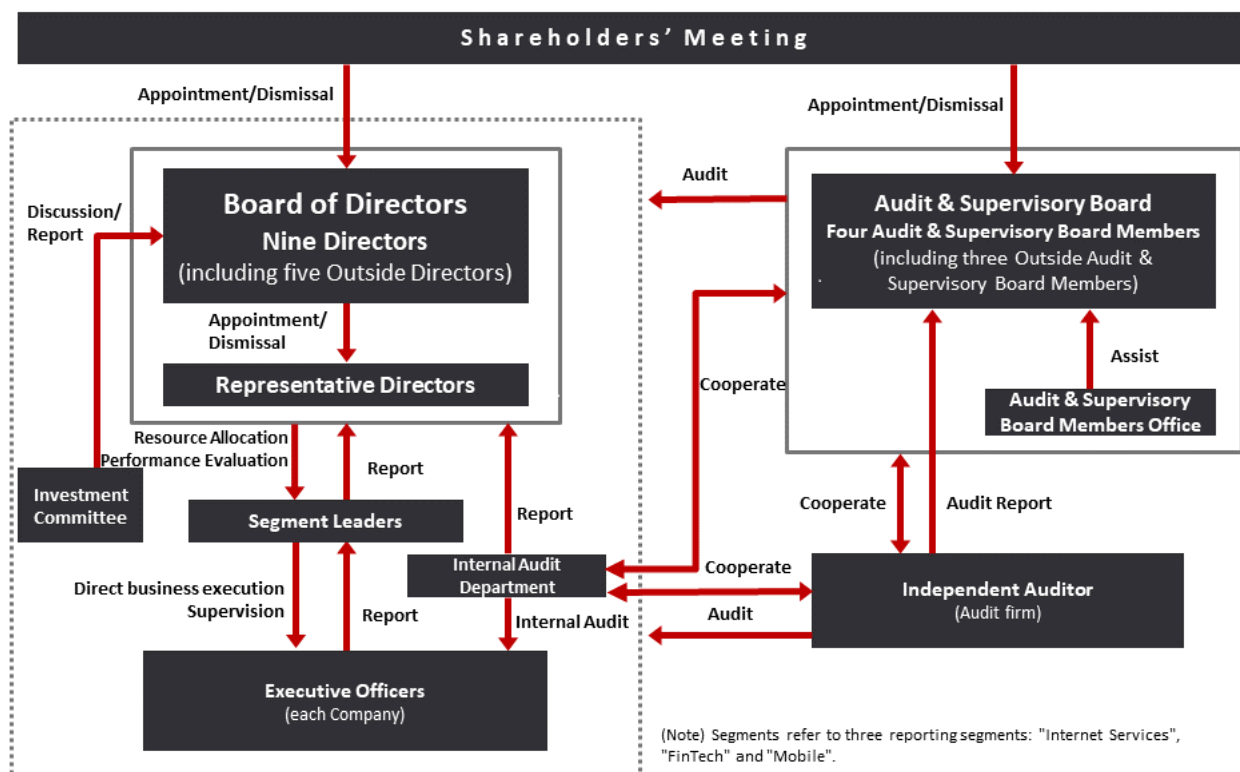 Shareholders’ Meeting
Appointment/Dismissal
Appointment/Dismissal
Board of Directors
Nine Directors
(including five Outside Directors)
Discussion/
Report
Audit
Audit & Supervisory Board
Four Audit & Supervisory Board Members
(including three Outside Audit &
Supervisory Board Members)
Appointment/
Dismissal
Representative Directors
Cooperate
Assist
Audit & Supervisory
Board Members Office
Resource Allocation
Performance Evaluation
Report
Investment
Committee
Segment Leaders
Report
Cooperate
Audit Report
Internal Audit
Department
Cooperate
Independent Auditor
(Audit firm)
Direct business execution
Supervision
Report
Internal Audit
Audit
Executive Officers
(each Company)
(Note) Segments refer to three reporting segments: "Internet Services",
"FinTech" and "Mobile".